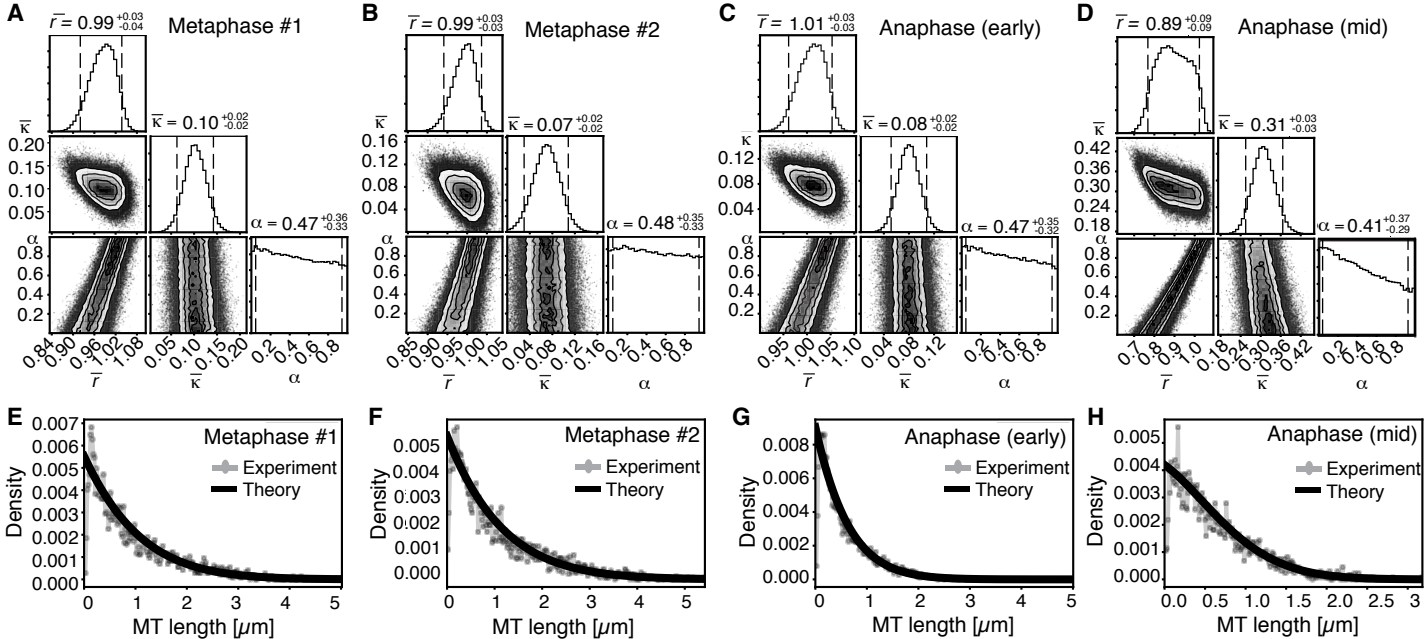 A
r̅ = 0.99 +0.03 -0.04
Metaphase #1
κ̅
κ̅ = 0.10 +0.02 -0.02
0.20
0.15
0.10
0.05
α = 0.47 +0.36 -0.33
α
0.8
0.6
0.4
0.2
0.84 0.90 0.96 1.02 1.08
0.05 0.10 0.15 0.20
0.2 0.4 0.6 0.8
r̅ κ̅ α
B
r̅ = 0.99 +0.03 -0.03
Metaphase #2
κ̅
κ̅ = 0.07 +0.02 -0.02
0.16
0.12
0.08
0.04
α = 0.48 +0.35 -0.33
α
0.8
0.6
0.4
0.2
0.85 0.90 0.95 1.00 1.05
0.04 0.08 0.12 0.16
0.2 0.4 0.6 0.8
r̅ κ̅ α
C
r̅ = 1.01 +0.03 -0.03
Anaphase (early)
κ
κ̅ = 0.08 +0.02 -0.02
0.12
0.08
0.04
α = 0.47 +0.35 -0.32
α
0.8
0.6
0.4
0.2
0.95 1.00 1.05 1.10
0.04 0.08 0.12
0.2 0.4 0.6 0.8
r̅ κ̅ α
D
r̅ = 0.89 +0.09 -0.09
Anaphase (mid)
κ̅
κ̅ = 0.31 +0.03 -0.03
0.42
0.36
0.30
0.24
0.18
α = 0.41 +0.37 -0.29
α
0.8
0.6
0.4
0.2
0.7 0.8 0.9 1.0
0.18 0.24 0.30 0.36 0.42
0.2 0.4 0.6 0.8
r̅ κ̅ α
E
Metaphase #1
Experiment
Theory
Density
0.007
0.006
0.005
0.004
0.003
0.002
0.001
0.000
0 1 2 3 4 5
MT length [μm]
F
Metaphase #2
Experiment
Theory
Density
0.005
0.004
0.003
0.002
0.001
0.000
0 1 2 3 4 5
MT length [μm]
G
Anaphase (early)
Experiment
Theory
Density
0.008
0.006
0.004
0.002
0.000
0 1 2 3 4 5
MT length [μm]
H
Anaphase (mid)
Experiment
Theory
Density
0.005
0.004
0.003
0.002
0.001
0.000
0.0 0.5 1.0 1.5 2 2.5 3
MT length [μm]